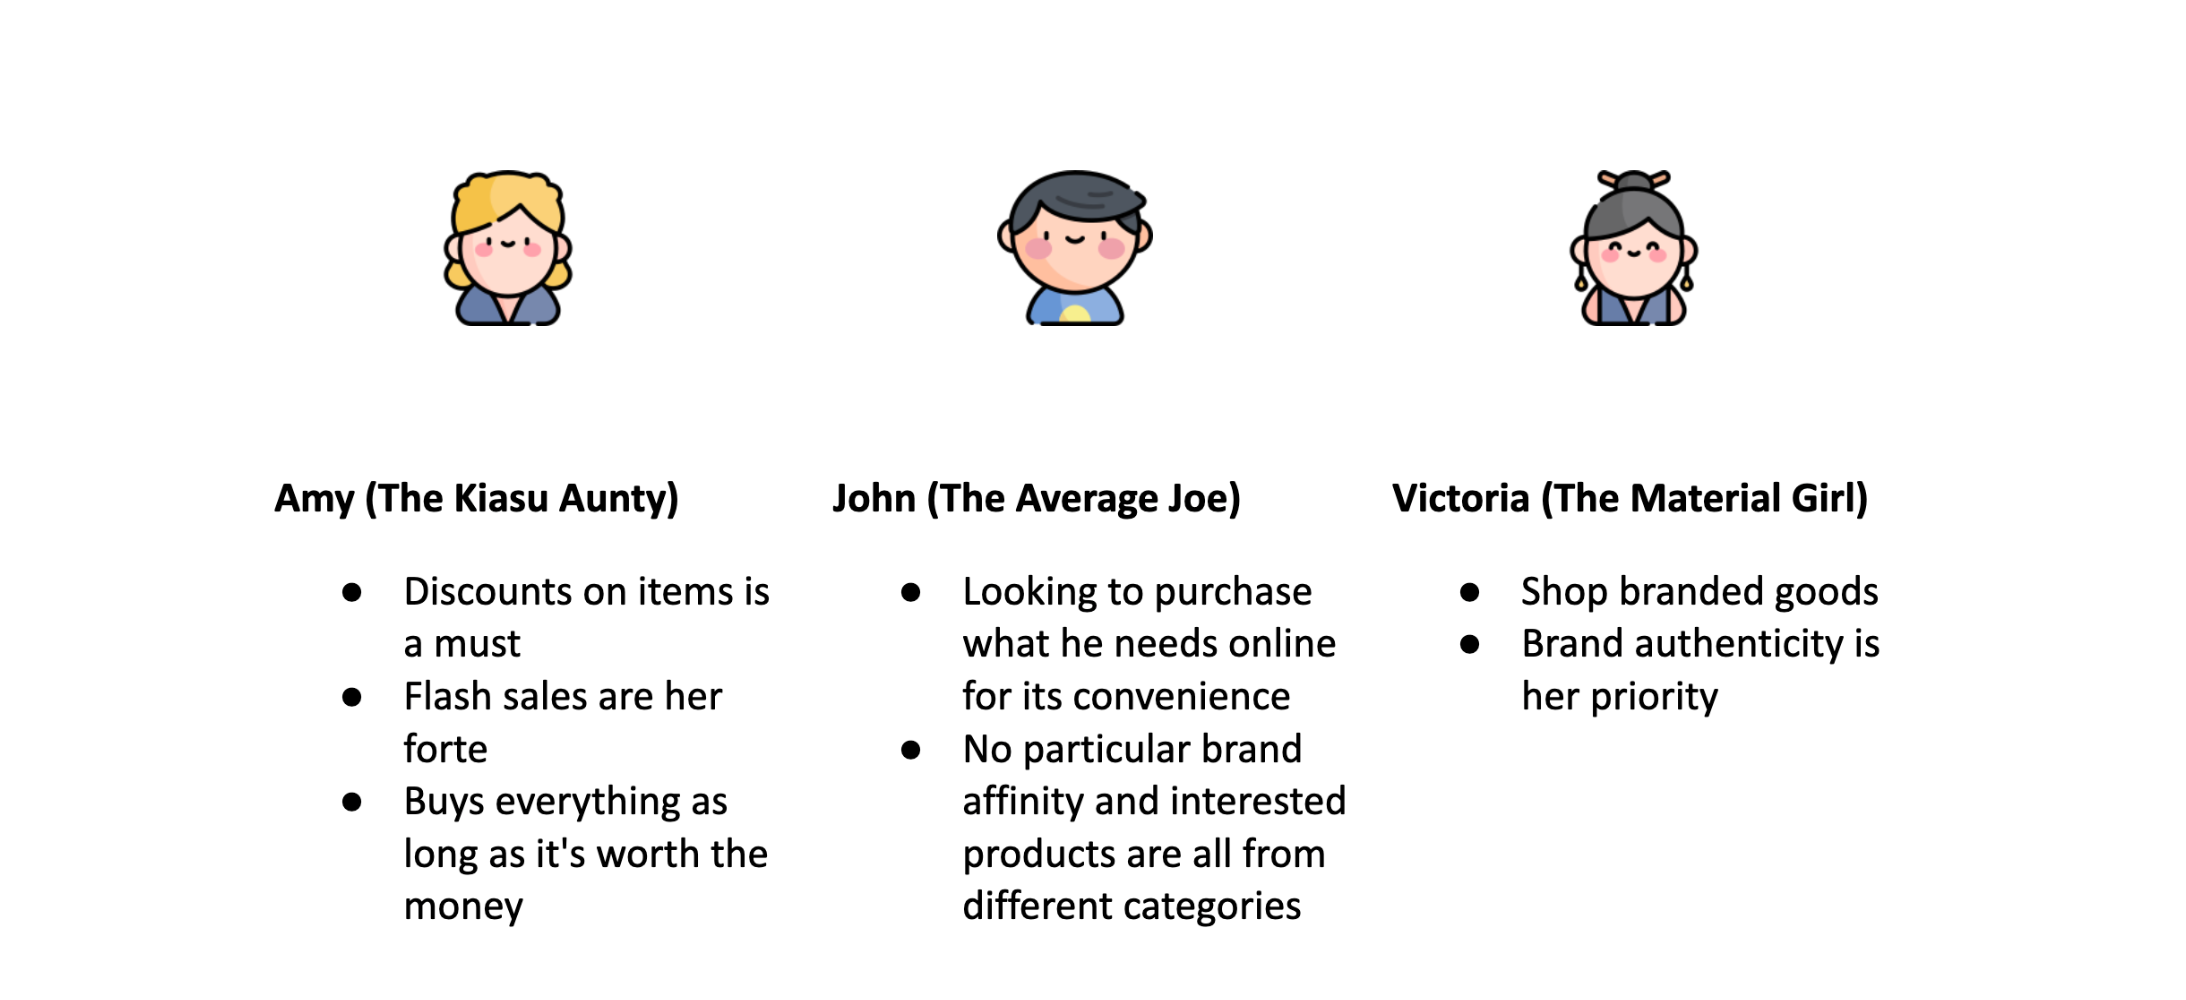 Amy (The Kiasu Aunty)
● Discounts on items is
a must
● Flash sales are her
forte
● Buys everything as
long as it's worth the
money
John (The Average Joe)
● Looking to purchase
what he needs online
for its convenience
● No particular brand
affinity and interested
products are all from
different categories
Victoria (The Material Girl)
● Shop branded goods
● Brand authenticity is
her priority